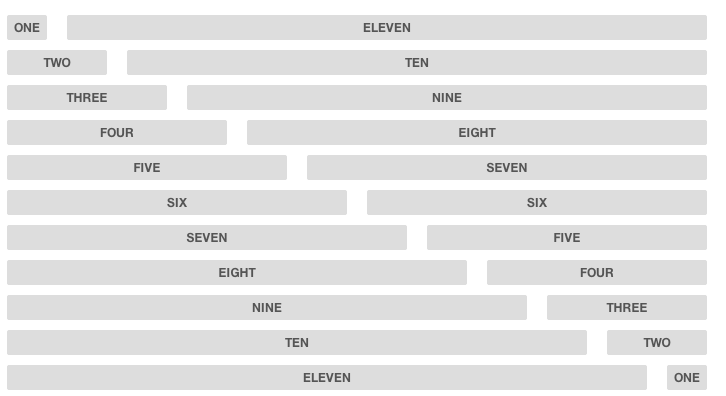 ONE ELEVEN
TWO TEN
THREE NINE
FOUR EIGHT
FIVE SEVEN
SIX SIX
SEVEN FIVE
EIGHT FOUR
NINE THREE
TEN TWO
ELEVEN ONE